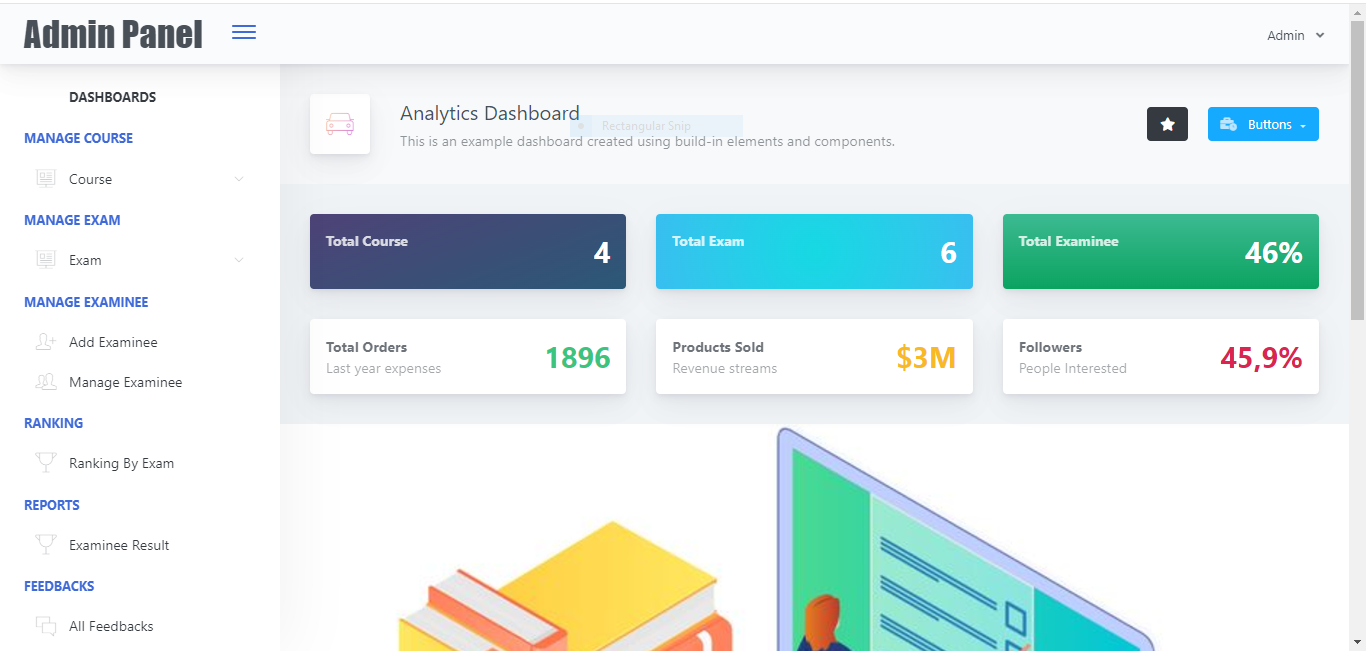 Admin Panel
Admin
DASHBOARDS
MANAGE COURSE
Course
MANAGE EXAM
Exam
MANAGE EXAMINEE
Add Examinee
Manage Examinee
RANKING
Ranking By Exam
REPORTS
Examinee Result
FEEDBACKS
All Feedbacks
Analytics Dashboard
Rectangular Snip
This is an example dashboard created using build-in elements and components.
Buttons
Total Course
4
Total Exam
6
Total Examinee
46%
Total Orders
Last year expenses
1896
Products Sold
Revenue streams
$3M
Followers
People Interested
45,9%